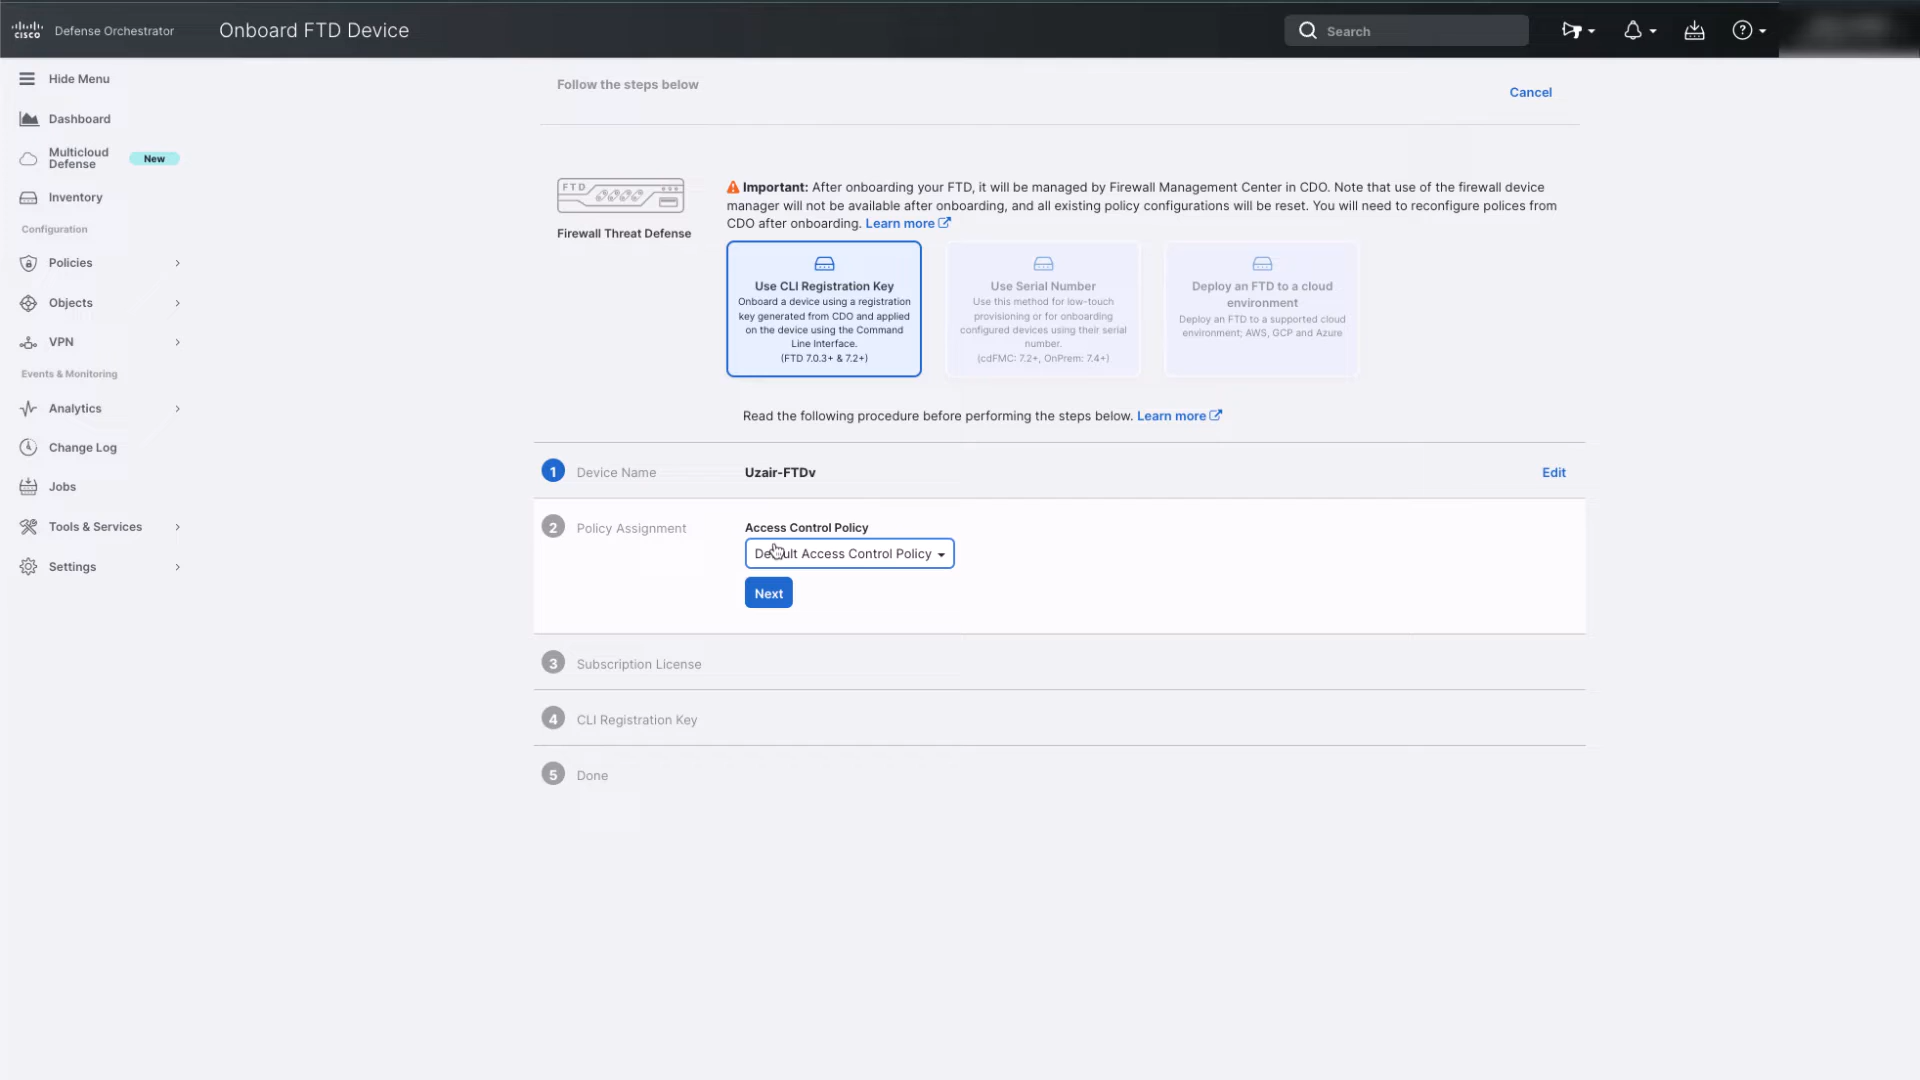 cisco Defense Orchestrator Onboard FTD Device Search
Hide Menu
Dashboard
Multicloud
Defense
New
Inventory
Configuration
Policies
Objects
VPN
Events & Monitoring
Analytics
Change Log
Jobs
Tools & Services
Settings
Follow the steps below
Cancel
FTD
Firewall Threat Defense
Important: After onboarding your FTD, it will be managed by Firewall Management Center in CDO. Note that use of the firewall device
manager will not be available after onboarding, and all existing policy configurations will be reset. You will need to reconfigure polices from
CDO after onboarding. Learn more
Use CLI Registration Key
Onboard a device using a registration
key generated from CDO and applied
on the device using the Command
Line Interface.
(FTD 7.0.3+ & 7.2+)
Use Serial Number
Use this method for low-touch
provisioning or for onboarding
configured devices using their serial
number.
(cdFMC: 7.2+, OnPrem: 7.4+)
Deploy an FTD to a cloud
environment
Deploy an FTD to a supported cloud
environment; AWS, GCP and Azure
Read the following procedure before performing the steps below. Learn more
1 Device Name Uzair-FTDv Edit
2 Policy Assignment Access Control Policy
Default Access Control Policy
Next
3 Subscription License
4 CLI Registration Key
5 Done